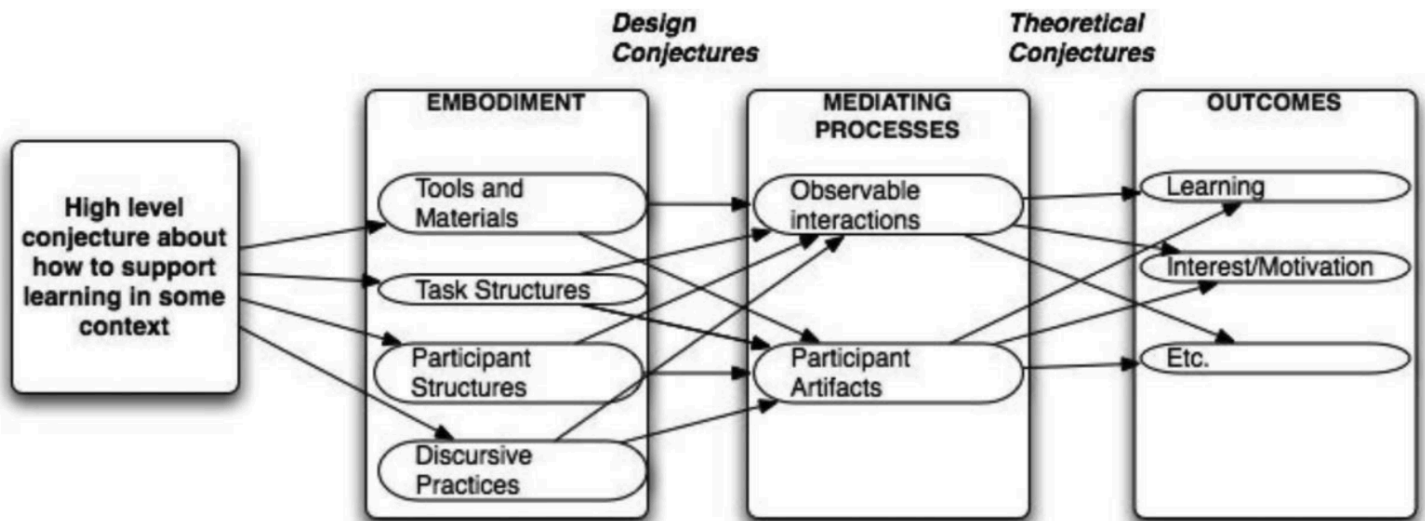 Design
Conjectures
Theoretical
Conjectures
High level
conjecture about
how to support
learning in some
context
EMBODIMENT
Tools and
Materials
Task Structures
Participant
Structures
Discursive
Practices
MEDIATING
PROCESSES
Observable
interactions
Participant
Artifacts
OUTCOMES
Learning
Interest/Motivation
Etc.